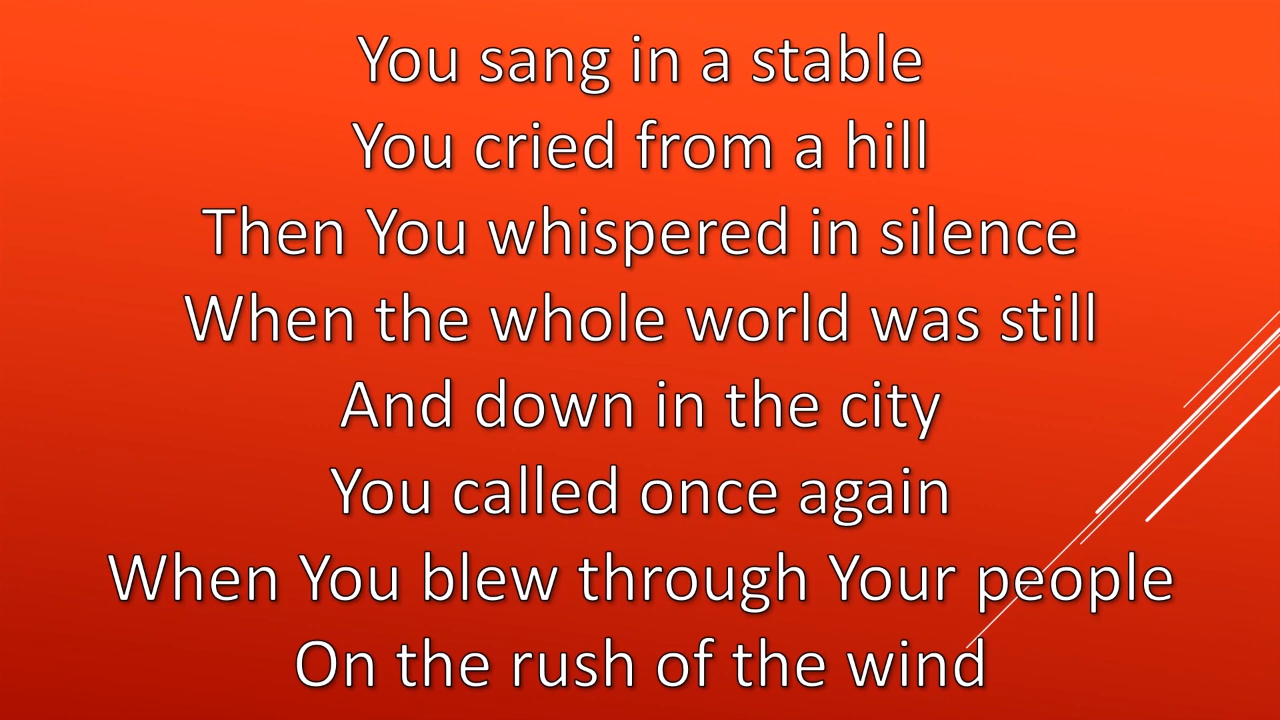 You sang in a stable
You cried from a hill
Then You whispered in silence
When the whole world was still
And down in the city
You called once again
When You blew through Your people
On the rush of the wind